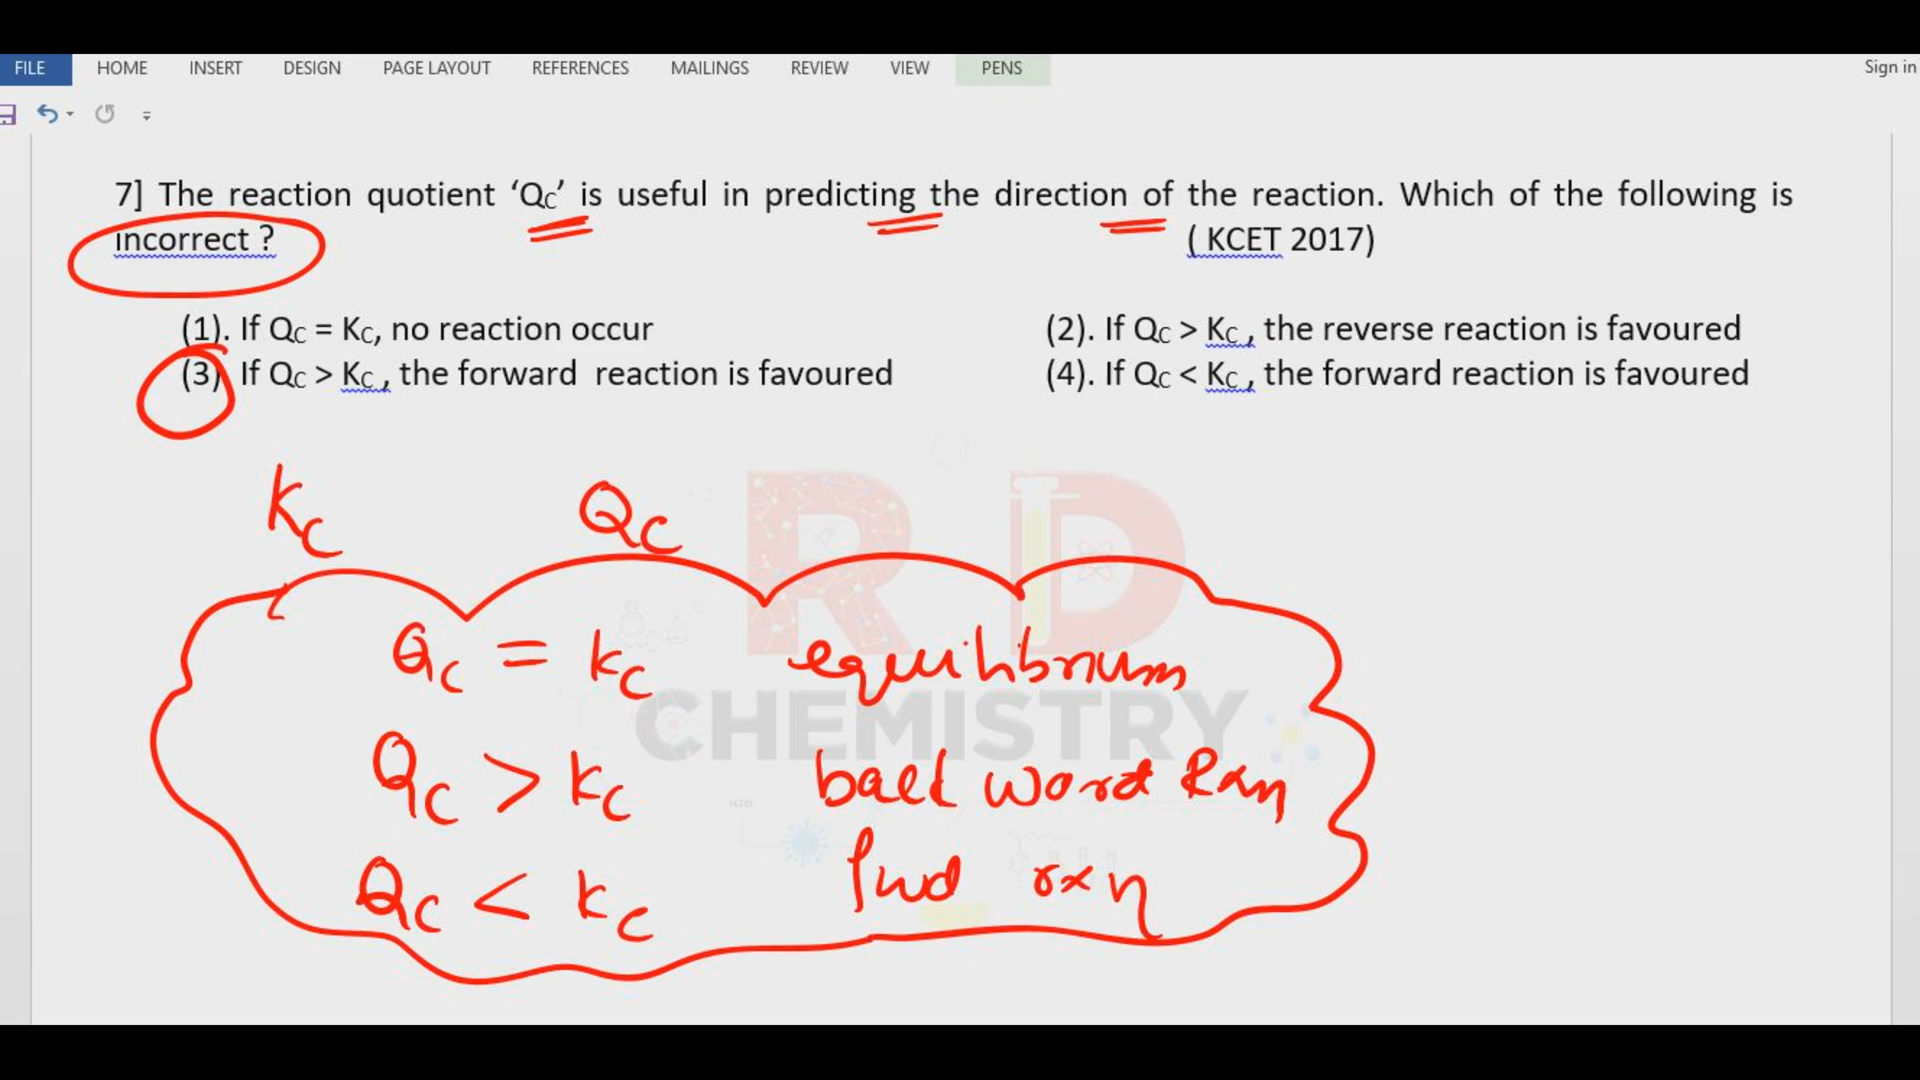 FILE HOME INSERT DESIGN PAGE LAYOUT REFERENCES MAILINGS REVIEW VIEW PENS Sign in
7] The reaction quotient ‘QC’ is useful in predicting the direction of the reaction. Which of the following is
incorrect ? ( KCET 2017)
(1). If QC = KC, no reaction occur (2). If QC > KC , the reverse reaction is favoured
(3) If QC > KC , the forward reaction is favoured (4). If QC < KC , the forward reaction is favoured
KC QC
R D
QC = KC equilibrium
CHEMISTRY
QC > KC back word Rxn
H2O
QC < KC fwd rxn